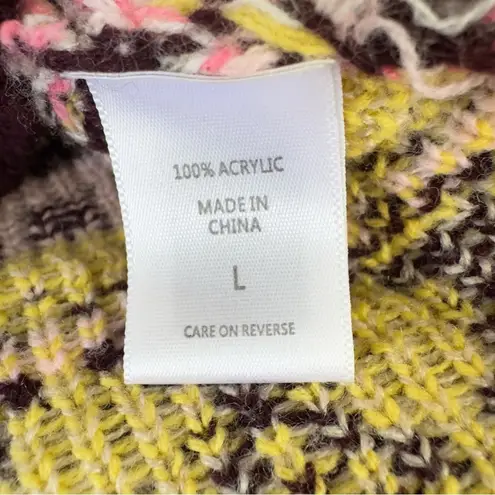 100% ACRYLIC
MADE IN
CHINA
L
CARE ON REVERSE